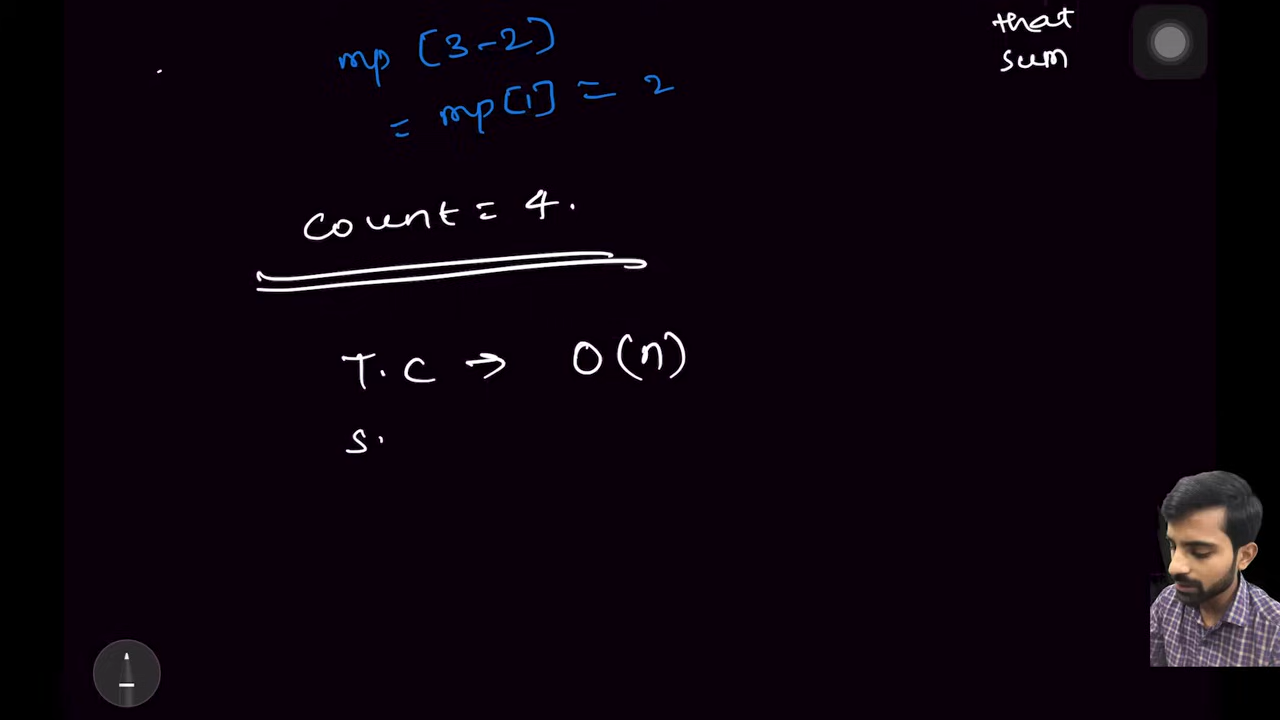 mp [3-2]
= mp[1] = 2
that
sum
count = 4.
T.C → O(n)
S.